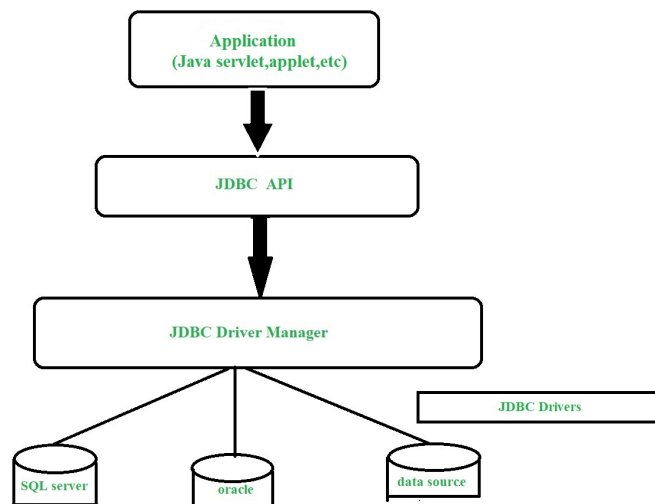 Application
(Java servlet,applet,etc)
JDBC API
JDBC Driver Manager
JDBC Drivers
SQL server
oracle
data source